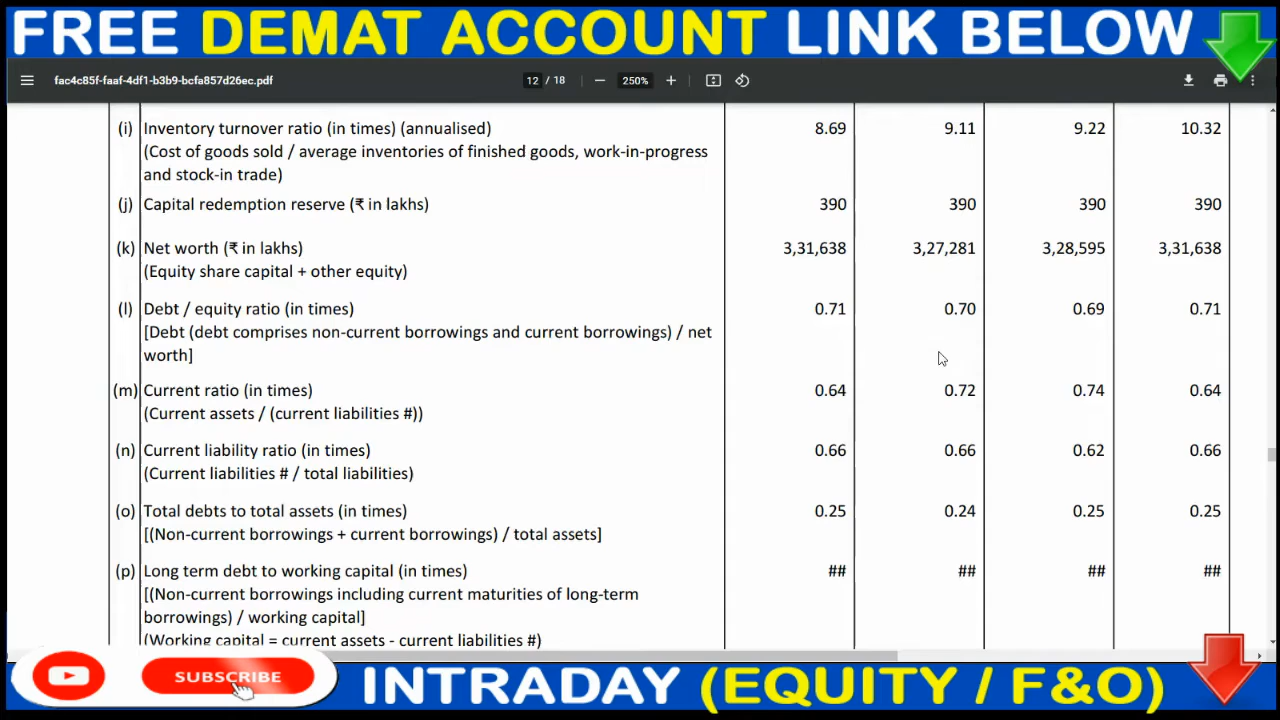 FREE DEMAT ACCOUNT LINK BELOW
fac4c85f-faaf-4df1-b3b9-bcfa857d26ec.pdf 12 / 18 250%
(i) Inventory turnover ratio (in times) (annualised) 8.69 9.11 9.22 10.32
(Cost of goods sold / average inventories of finished goods, work-in-progress
and stock-in trade)
(j) Capital redemption reserve (₹ in lakhs) 390 390 390 390
(k) Net worth (₹ in lakhs) 3,31,638 3,27,281 3,28,595 3,31,638
(Equity share capital + other equity)
(l) Debt / equity ratio (in times) 0.71 0.70 0.69 0.71
[Debt (debt comprises non-current borrowings and current borrowings) / net
worth]
(m) Current ratio (in times) 0.64 0.72 0.74 0.64
(Current assets / (current liabilities #))
(n) Current liability ratio (in times) 0.66 0.66 0.62 0.66
(Current liabilities # / total liabilities)
(o) Total debts to total assets (in times) 0.25 0.24 0.25 0.25
[(Non-current borrowings + current borrowings) / total assets]
(p) Long term debt to working capital (in times) ## ## ## ##
[(Non-current borrowings including current maturities of long-term
borrowings) / working capital]
(Working capital = current assets - current liabilities #)
SUBSCRIBE
INTRADAY (EQUITY / F&O)